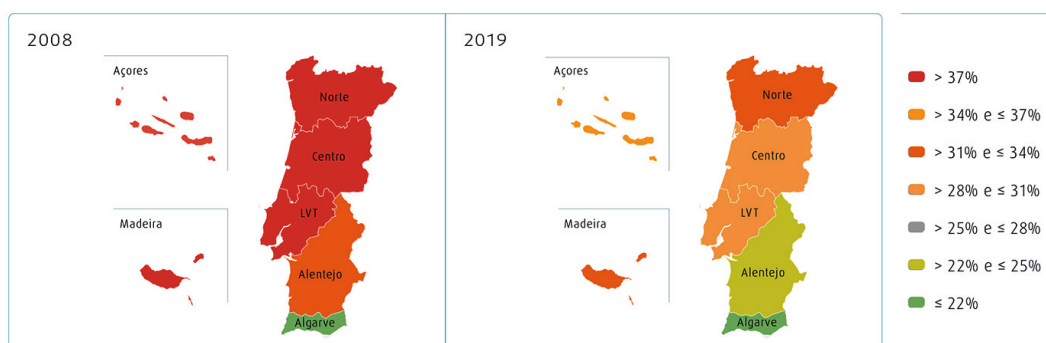 2008
Açores
Norte
Centro
LVT
Madeira
Alentejo
Algarve
2019
Açores
Norte
Centro
LVT
Madeira
Alentejo
Algarve
> 37%
> 34% e ≤ 37%
> 31% e ≤ 34%
> 28% e ≤ 31%
> 25% e ≤ 28%
> 22% e ≤ 25%
≤ 22%